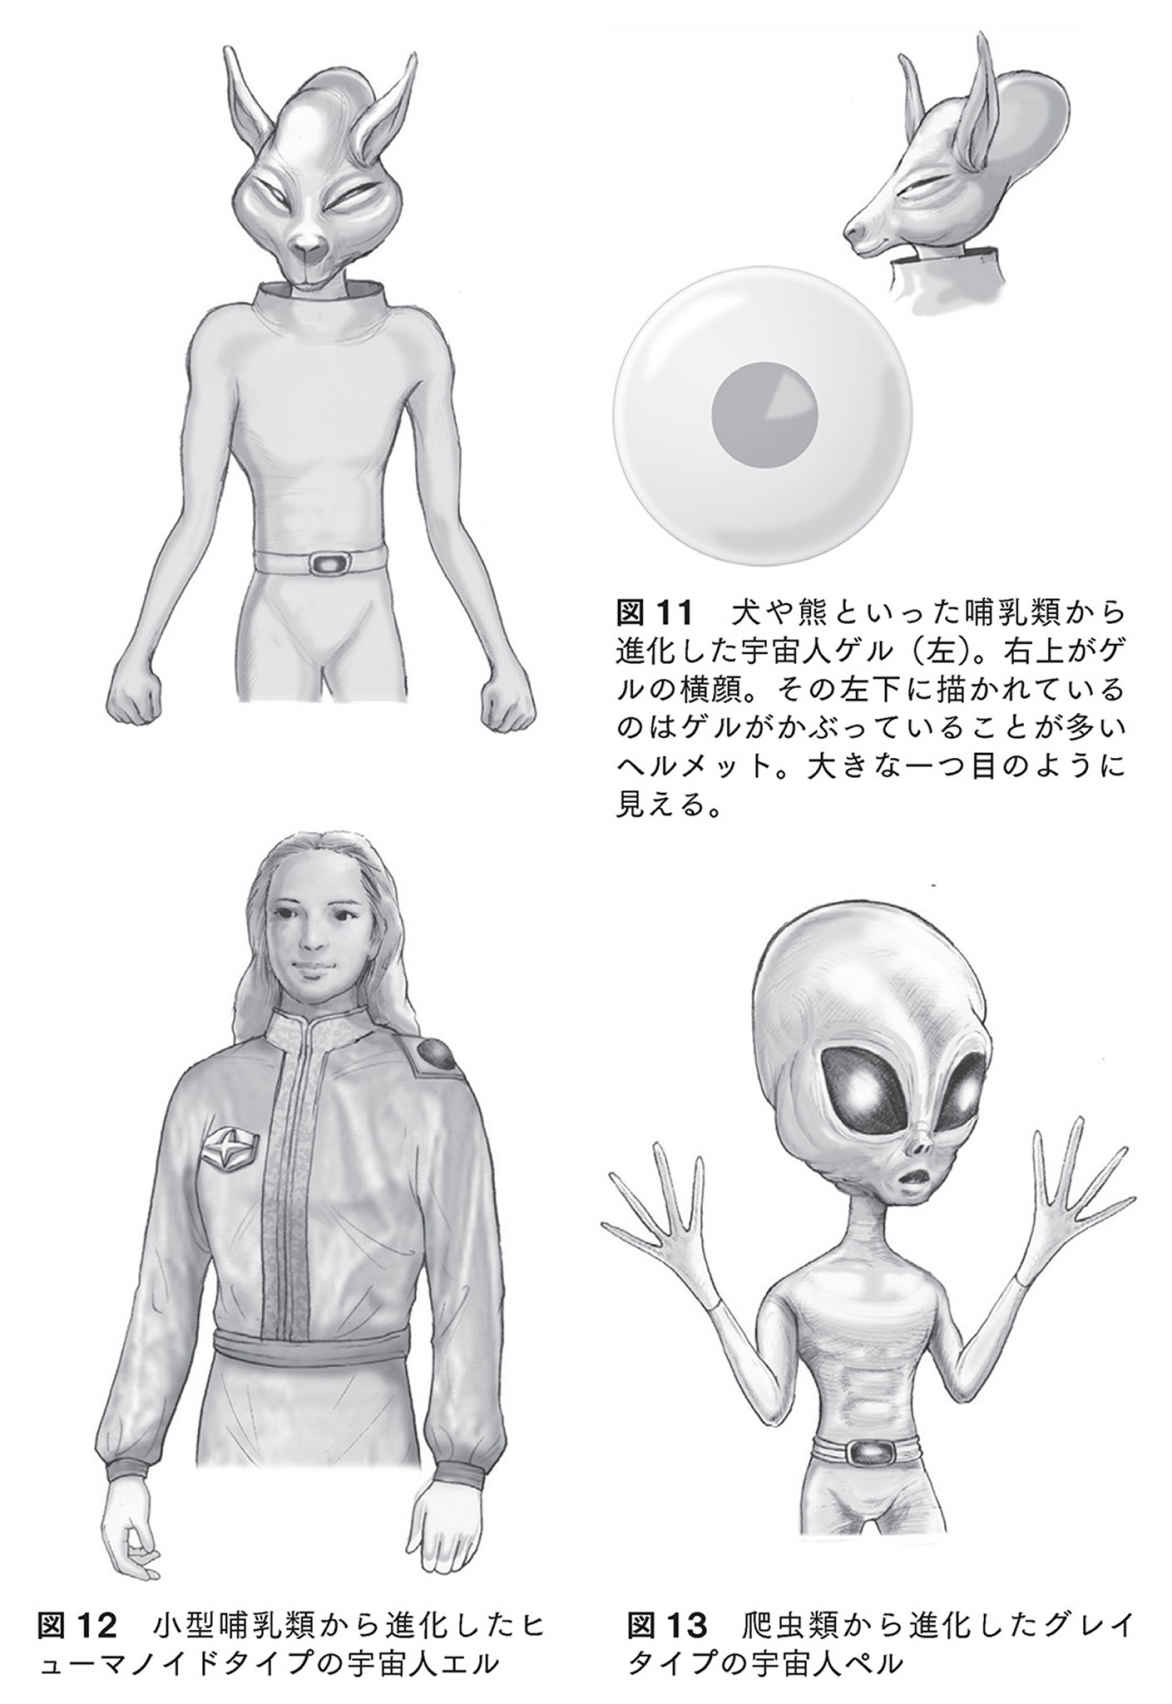 図11　犬や熊といった哺乳類から
進化した宇宙人ゲル（左）。右上がゲ
ルの横顔。その左下に描かれている
のはゲルがかぶっていることが多い
ヘルメット。大きな一つ目のように
見える。
図12　小型哺乳類から進化したヒ
ューマノイドタイプの宇宙人エル
図13　爬虫類から進化したグレイ
タイプの宇宙人ペル